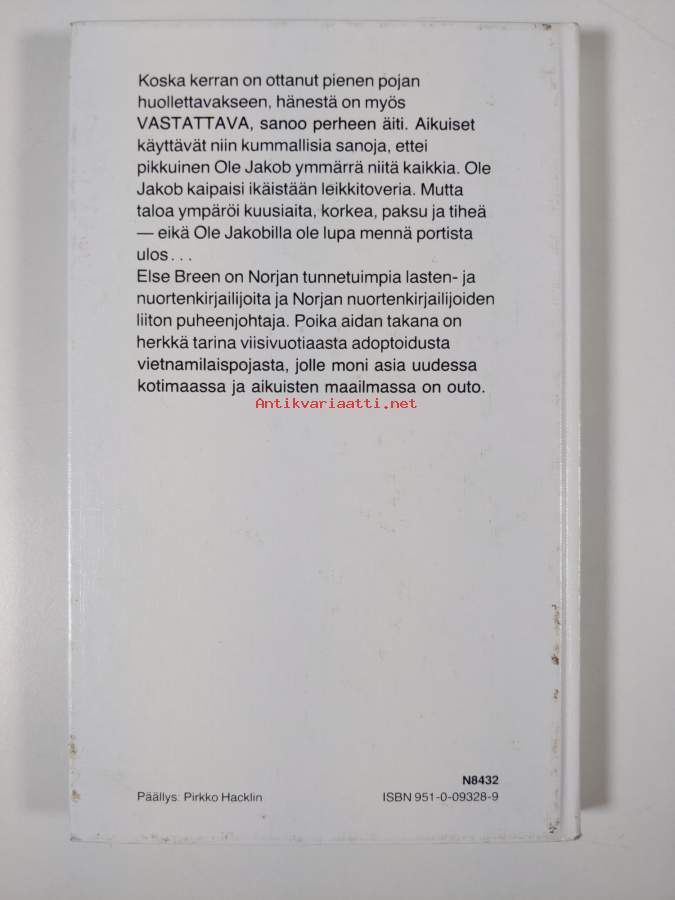 Koska kerran on ottanut pienen pojan
huollettavakseen, hänestä on myös
VASTATTAVA, sanoo perheen äiti. Aikuiset
käyttävät niin kummallisia sanoja, ettei
pikkuinen Ole Jakob ymmärrä niitä kaikkia. Ole
Jakob kaipaisi ikäistään leikkitoveria. Mutta
taloa ympäröi kuusiaita, korkea, paksu ja tiheä
— eikä Ole Jakobilla ole lupa mennä portista
ulos...
Else Breen on Norjan tunnetuimpia lasten- ja
nuortenkirjailijoita ja Norjan nuortenkirjailijoiden
liiton puheenjohtaja. Poika aidan takana on
herkkä tarina viisivuotiaasta adoptoidusta
vietnamilaispojasta, jolle moni asia uudessa
kotimaassa ja aikuisten maailmassa on outo.
Antikvariaatti.net
N8432
Päällys: Pirkko Hacklin ISBN 951-0-09328-9